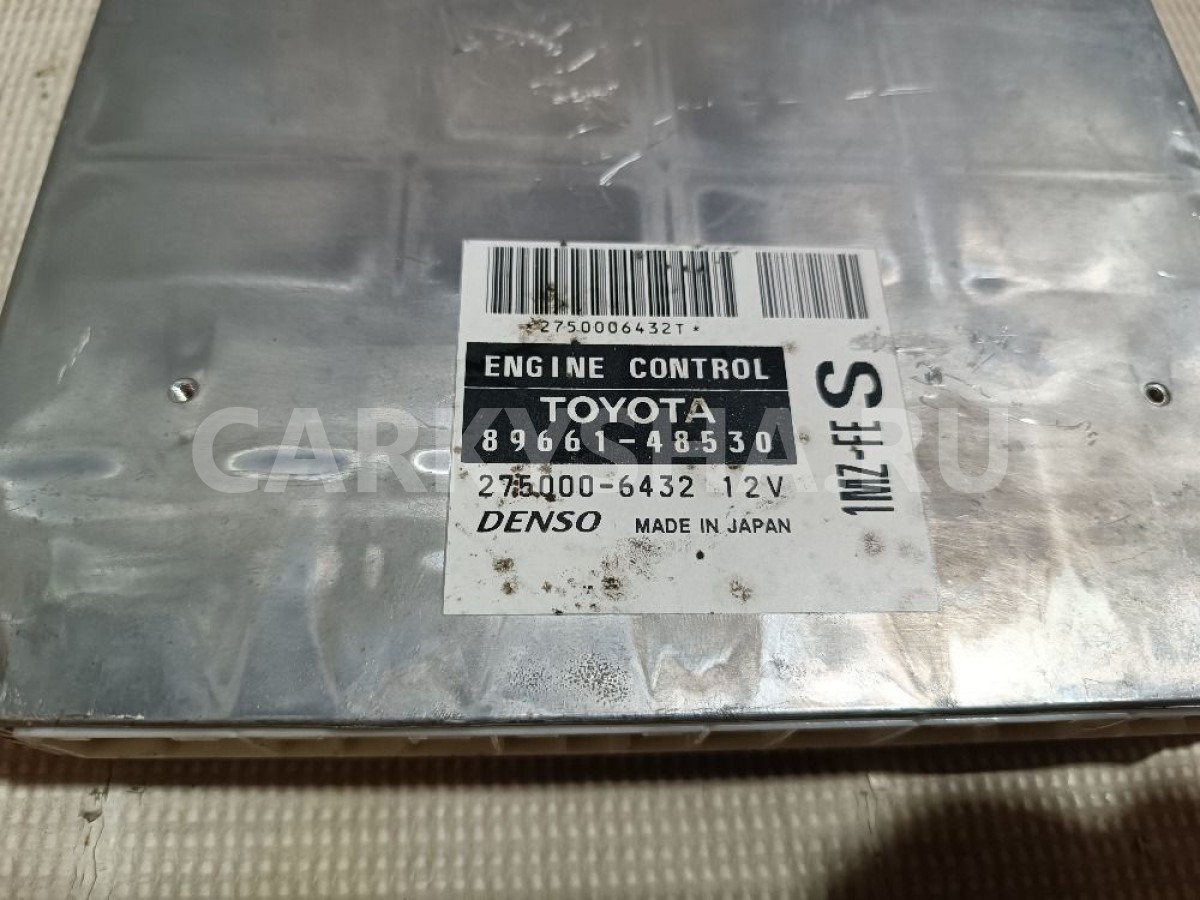 *2750006432T*
ENGINE CONTROL
TOYOTA
89661-48530
275000-6432 12V
DENSO MADE IN JAPAN
S
1MZ-FE
CARKYSHA.RU